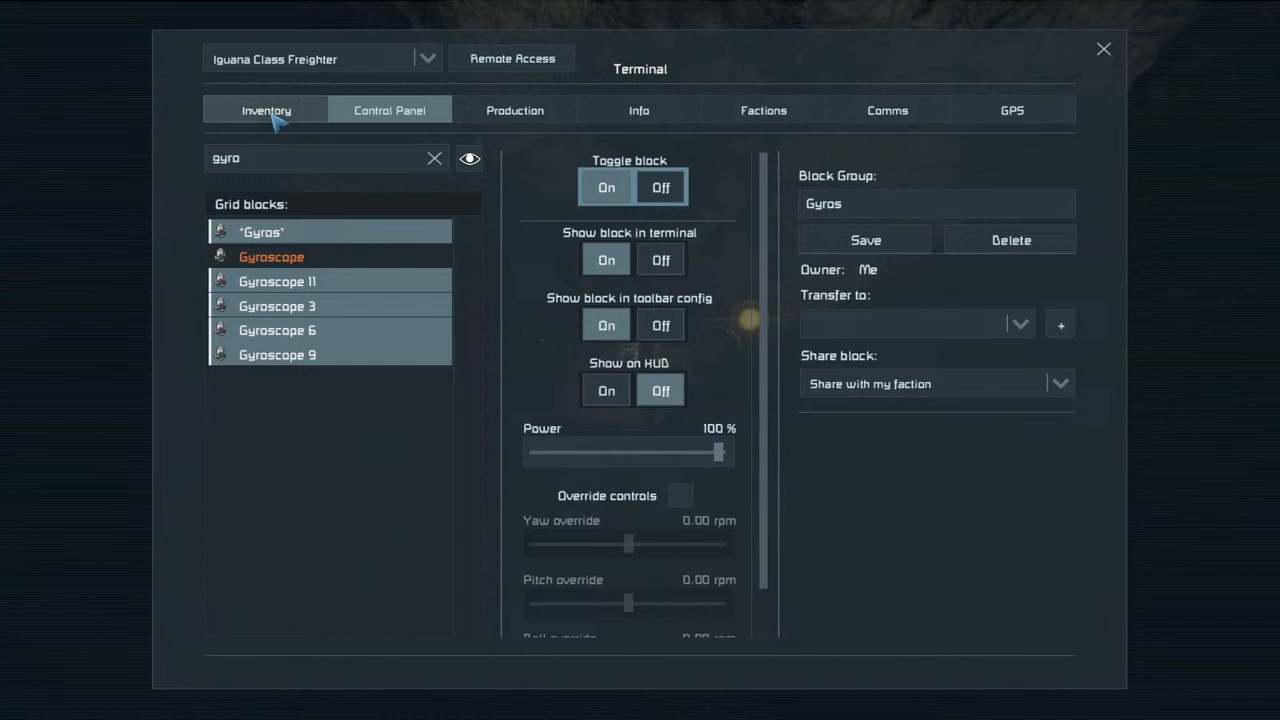 Iguana Class Freighter
Remote Access
Terminal
Inventory
Control Panel
Production
Info
Factions
Comms
GPS
gyro
Grid blocks:
*Gyros*
Gyroscope
Gyroscope 11
Gyroscope 3
Gyroscope 6
Gyroscope 9
Toggle block
On Off
Show block in terminal
On Off
Show block in toolbar config
On Off
Show on HUD
On Off
Power 100 %
Override controls
Yaw override 0.00 rpm
Pitch override 0.00 rpm
Block Group:
Gyros
Save Delete
Owner: Me
Transfer to:
+
Share block:
Share with my faction